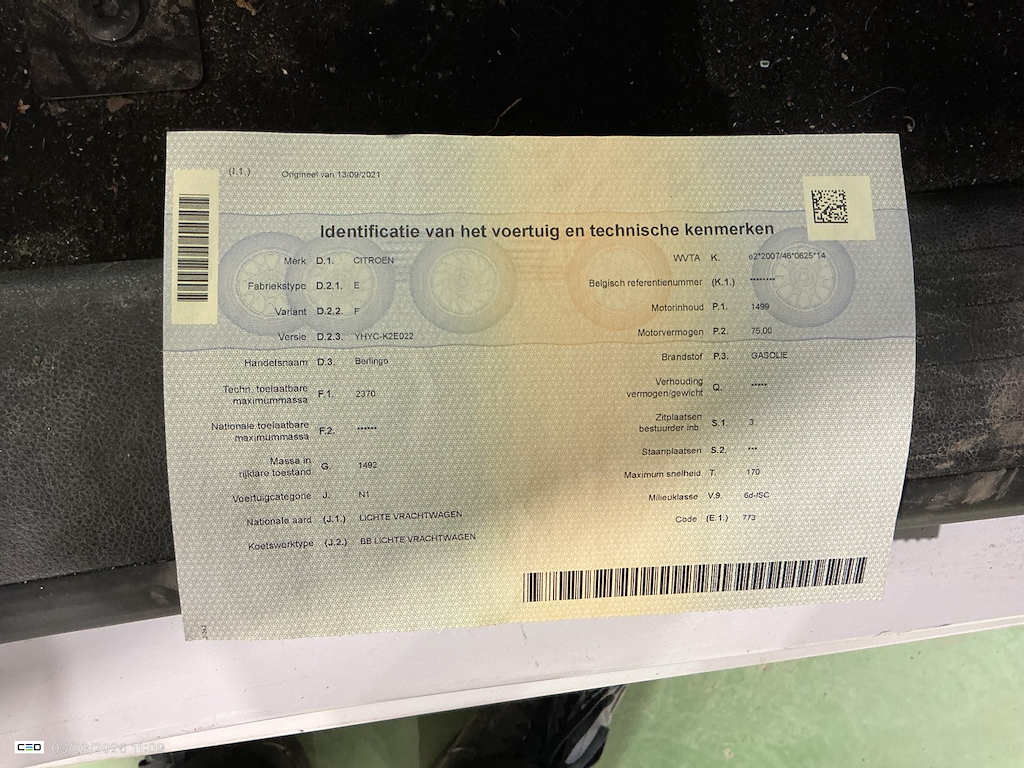 (I.1.) Origineel van 13/09/2021
Identificatie van het voertuig en technische kenmerken
Merk D.1. CITROEN
Fabriekstype D.2.1. E
Variant D.2.2. F
Versie D.2.3. YHYC-K2E022
Handelsnaam D.3. Berlingo
Techn. toelaatbare
maximummassa F.1. 2370
Nationale toelaatbare
maximummassa F.2. ******
Massa in
rijklare toestand G. 1492
Voertuigcategorie J. N1
Nationale aard (J.1.) LICHTE VRACHTWAGEN
Koetswerktype (J.2.) BB LICHTE VRACHTWAGEN
WVTA K. e2*2007/46*0625*14
Belgisch referentienummer (K.1.) ********
Motorinhoud P.1. 1499
Motorvermogen P.2. 75,00
Brandstof P.3. GASOLIE
Verhouding
vermogen/gewicht Q. *****
Zitplaatsen
bestuurder inb. S.1. 3
Staanplaatsen S.2. ***
Maximum snelheid T. 170
Milieuklasse V.9. 6d-ISC
Code (E.1.) 773
CEO